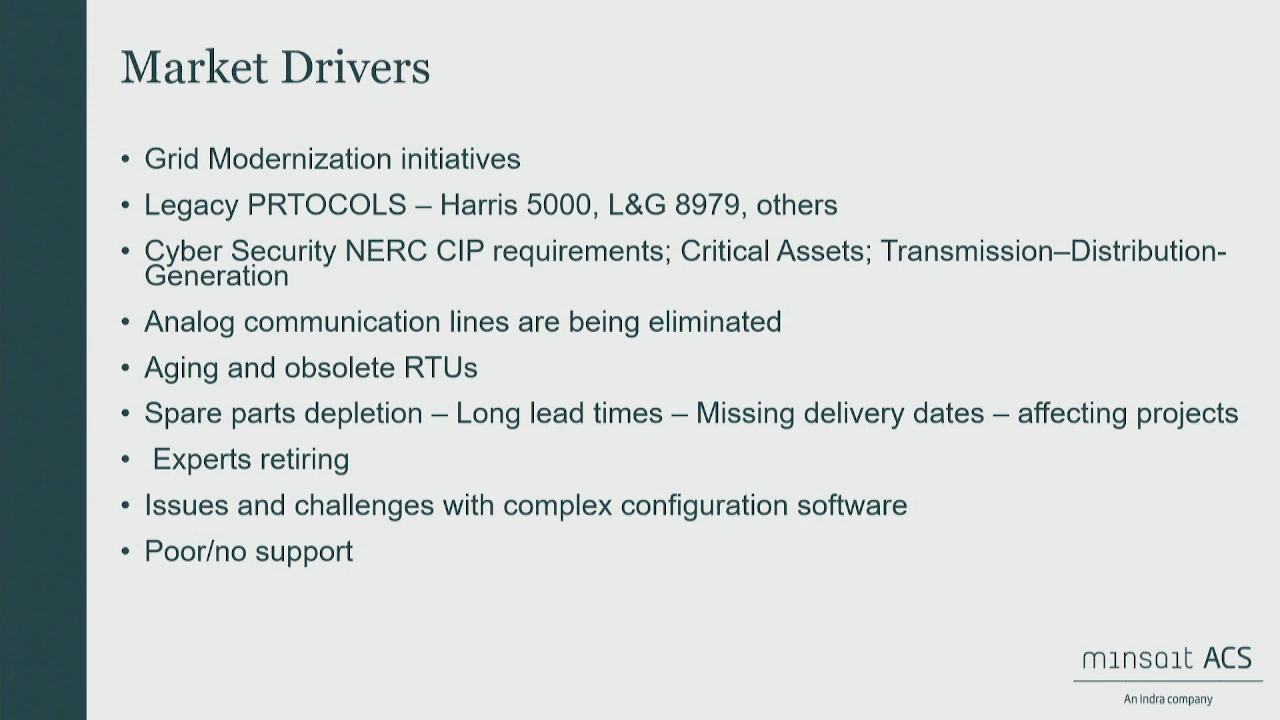 Market Drivers
• Grid Modernization initiatives
• Legacy PRTOCOLS – Harris 5000, L&G 8979, others
• Cyber Security NERC CIP requirements; Critical Assets; Transmission–Distribution-
Generation
• Analog communication lines are being eliminated
• Aging and obsolete RTUs
• Spare parts depletion – Long lead times – Missing delivery dates – affecting projects
• Experts retiring
• Issues and challenges with complex configuration software
• Poor/no support
minsait ACS
An Indra company